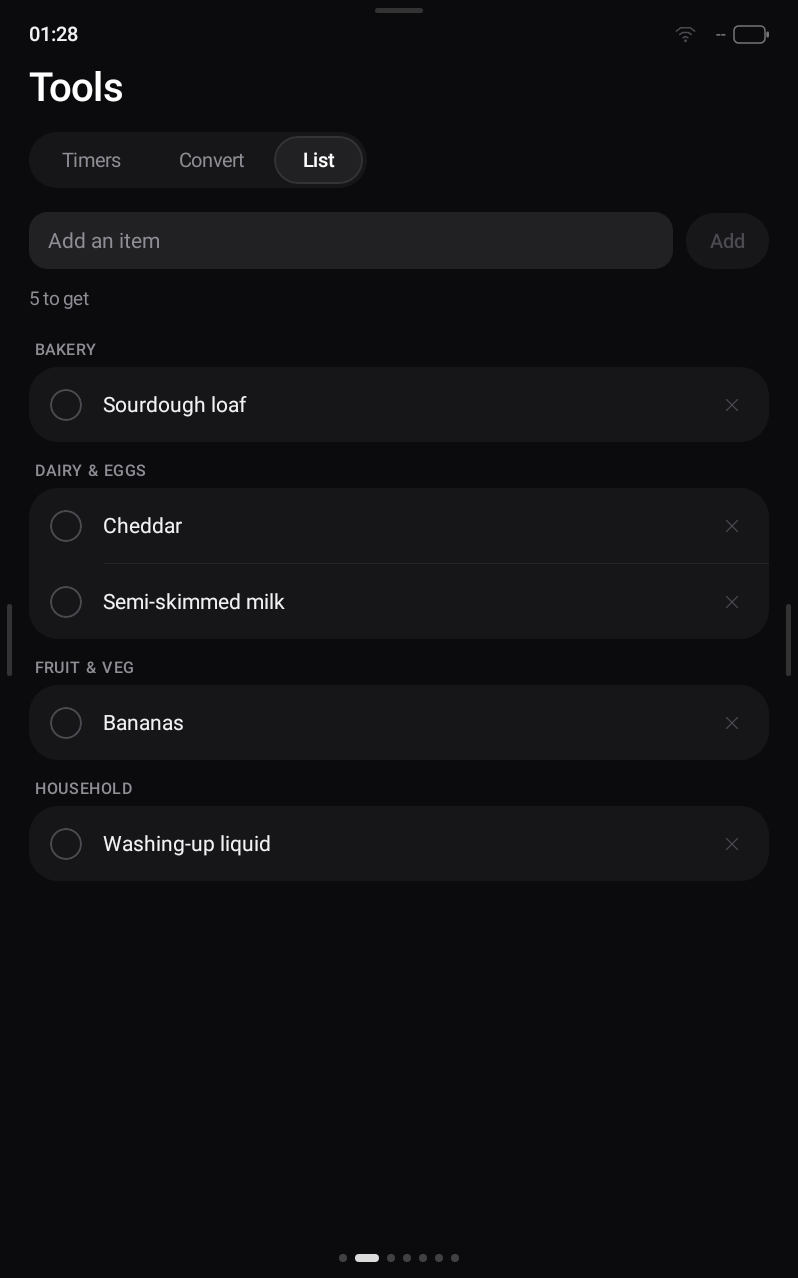 01:28
--
Tools
Timers Convert List
Add an item Add
5 to get
BAKERY
Sourdough loaf
DAIRY & EGGS
Cheddar
Semi-skimmed milk
FRUIT & VEG
Bananas
HOUSEHOLD
Washing-up liquid